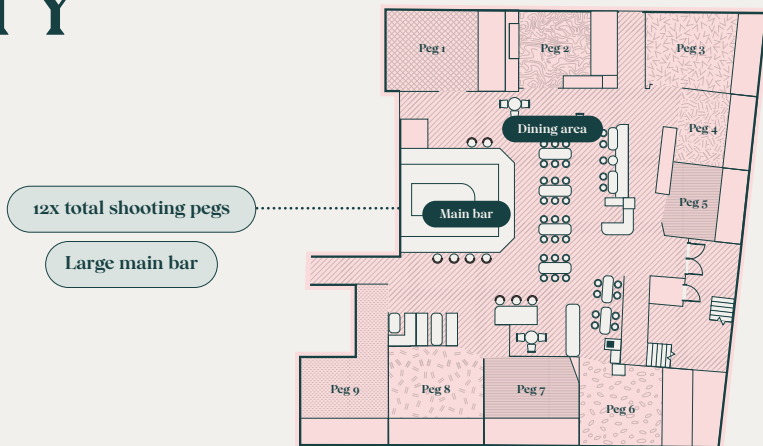 Peg 1
Peg 2
Peg 3
Dining area
Peg 4
12x total shooting pegs
Main bar
Peg 5
Large main bar
Peg 9
Peg 8
Peg 7
Peg 6